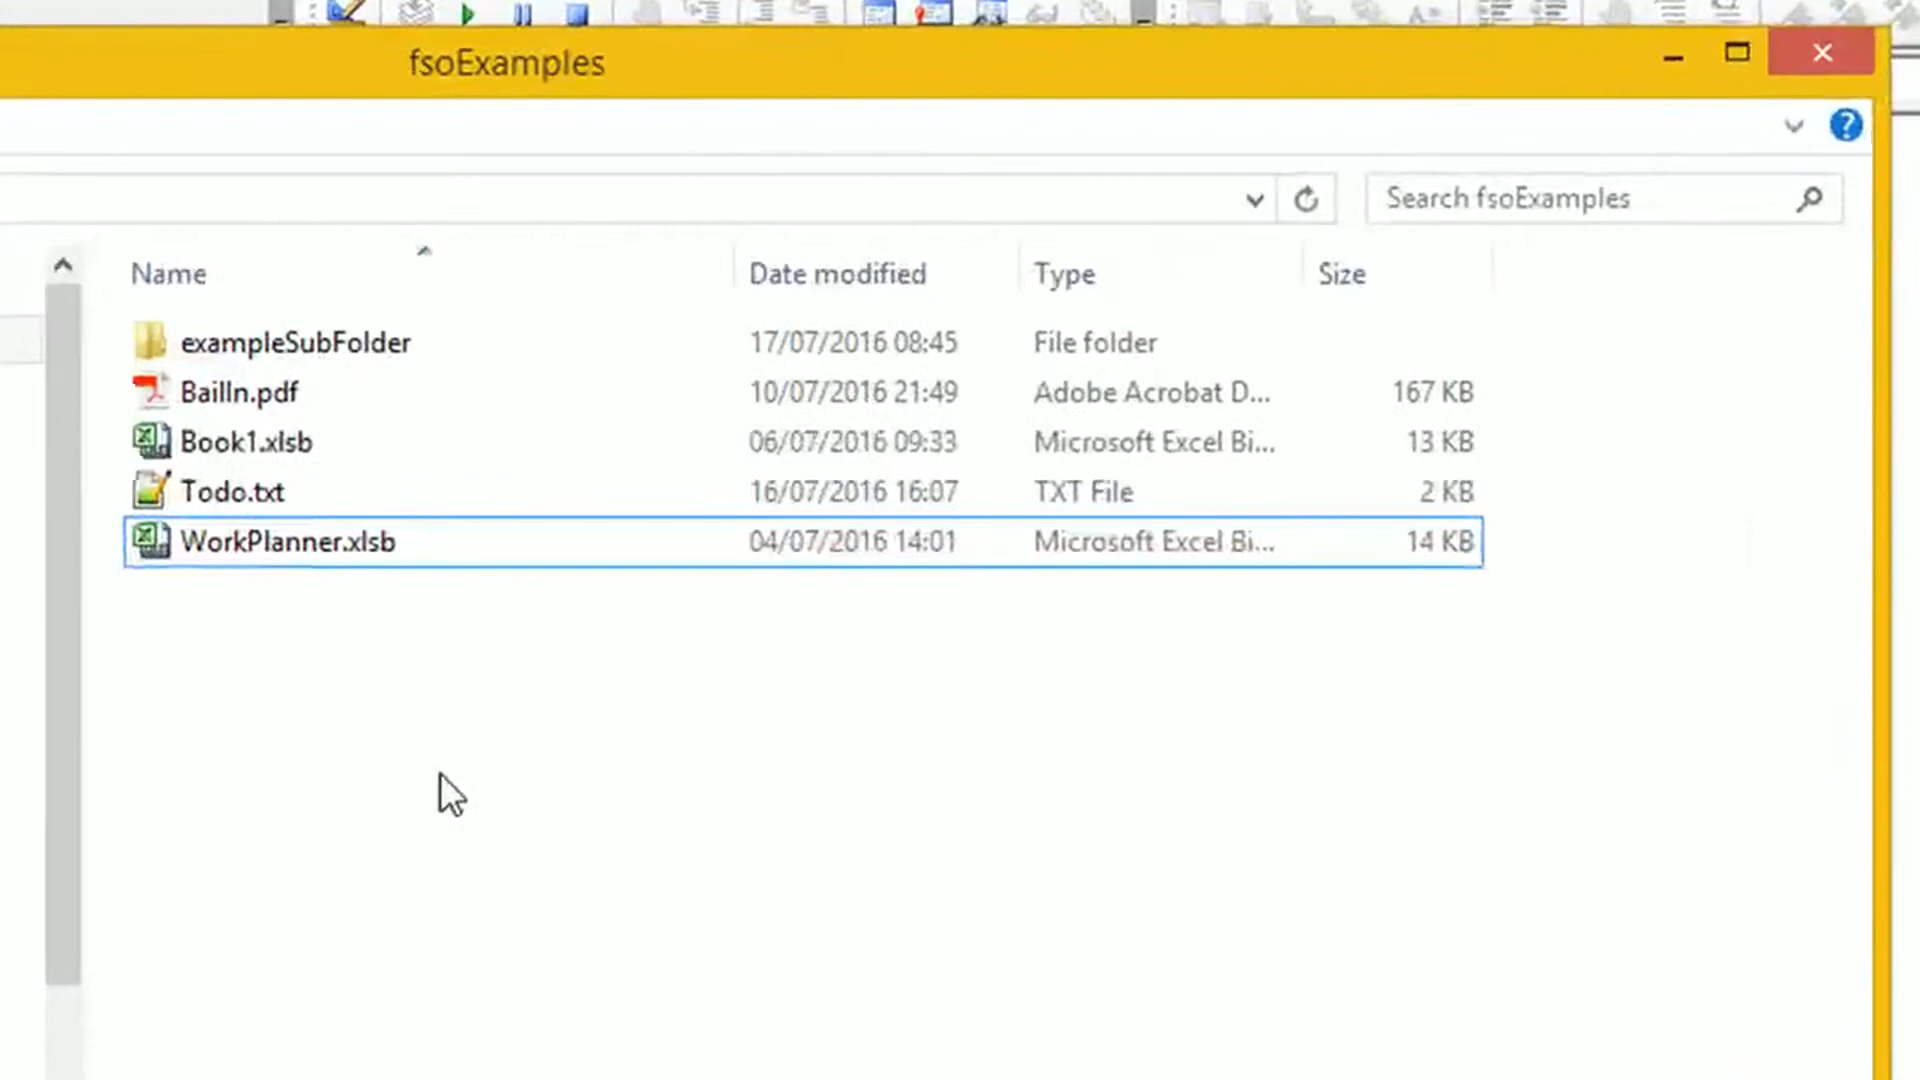 fsoExamples
Search fsoExamples
Name Date modified Type Size
exampleSubFolder 17/07/2016 08:45 File folder
BailIn.pdf 10/07/2016 21:49 Adobe Acrobat D... 167 KB
Book1.xlsb 06/07/2016 09:33 Microsoft Excel Bi... 13 KB
Todo.txt 16/07/2016 16:07 TXT File 2 KB
WorkPlanner.xlsb 04/07/2016 14:01 Microsoft Excel Bi... 14 KB